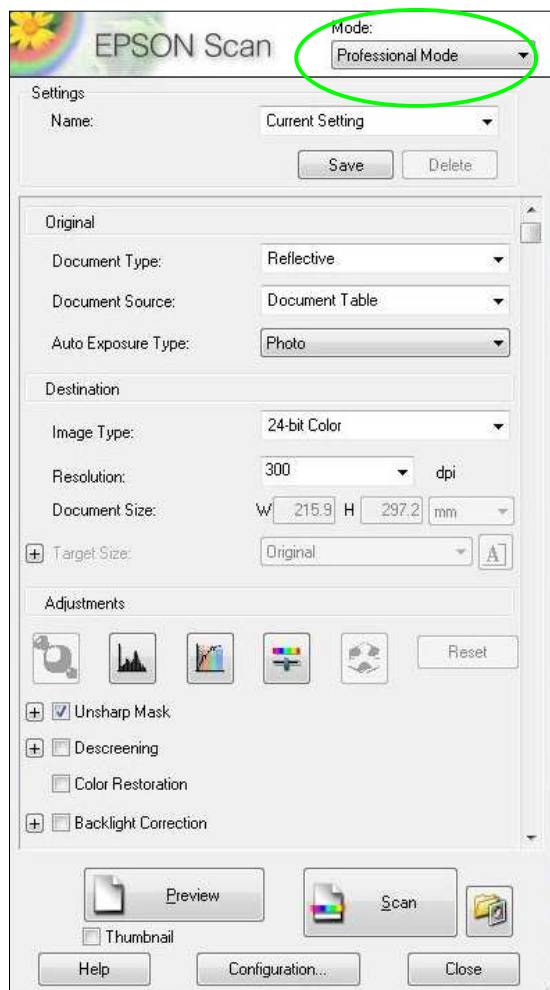 EPSON Scan
Mode:
Professional Mode
Settings
Name: Current Setting
Save Delete
Original
Document Type: Reflective
Document Source: Document Table
Auto Exposure Type: Photo
Destination
Image Type: 24-bit Color
Resolution: 300 dpi
Document Size: W 215.9 H 297.2 mm
Target Size: Original A
Adjustments
Reset
Unsharp Mask
Descreening
Color Restoration
Backlight Correction
Preview Scan
Thumbnail
Help Configuration... Close